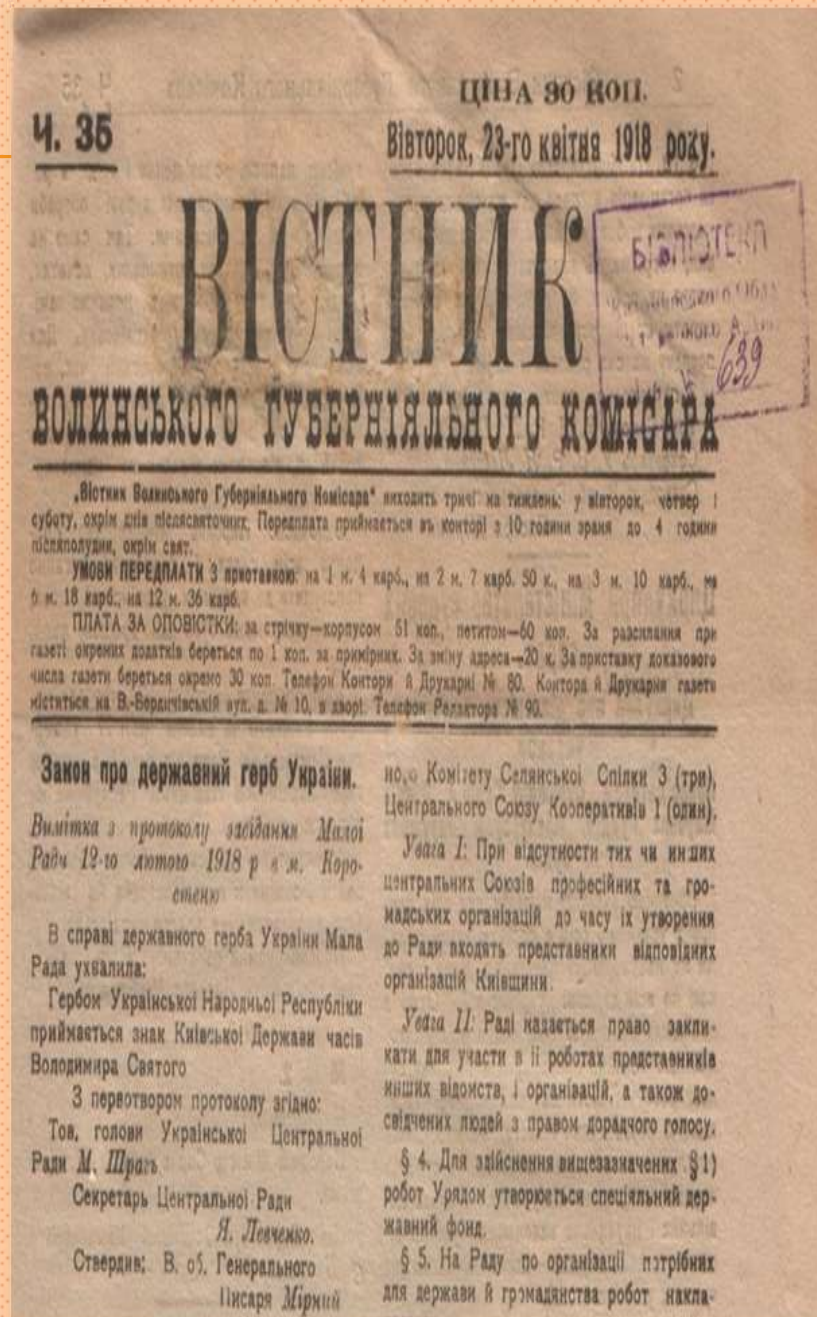 ЦІНА 30 КОП.
Ч. 35
Вівторок, 23-го квітня 1918 року.
БІБЛІОТЕКА
639
ВІСТНИК
ВОЛИНСЬКОГО ГУБЕРНІЯЛЬНОГО КОМІСАРА
„Вістник Волинського Губерніяльного Комісара" виходить тричі на тиждень: у вівторок, четвер і
суботу, окрім днів післясвяточних. Передплата приймається въ конторі з 10 години зраня до 4 години
післяполудня, окрім свят.
УМОВИ ПЕРЕДПЛАТИ З приставкою: на 1 м. 4 карб., на 2 м. 7 карб. 50 к., на 3 м. 10 карб., на
6 м. 18 карб., на 12 м. 36 карб.
ПЛАТА ЗА ОПОВІСТКИ: за стрічку—корпусом 51 коп., петитом—60 коп. За разсилання при
газеті окремих додатків береться по 1 коп. за примірник. За зміну адреса—20 к. За приставку доказового
числа газети береться окремо 30 коп. Телефон Контори й Друкарні № 80. Контора й Друкарня газети
міститься на В.-Бердичівській вул. д. № 10, в дворі. Телефон Редактора № 90.
Закон про державний герб України.
Вимітка з протоколу засідання Малої
Ради 12-го лютого 1918 р в м. Коро-
стеню
В справі державного герба України Мала
Рада ухвалила:
Гербом Української Народньої Республіки
приймається знак Київської Держави часів
Володимира Святого
З первотвором протоколу згідно:
Тов. голови Української Центральної
Ради М. Шрагъ
Секретарь Центральної Ради
Я. Левченко.
Ствердив: В. об. Генерального
Писаря Мірний
но,о Комітету Селянської Спілки 3 (три),
Центрального Союзу Кооперативів 1 (один).
Увага I: При відсутности тих чи инших
центральних Союзів професійних та гро-
мадських організацій до часу їх утворення
до Ради входять представники відповідних
організацій Київщини.
Увага II: Раді надається право закли-
кати для участи в її роботах представників
инших відомств, і організацій, а також до-
свідчених людей з правом дорадчого голосу.
§ 4. Для здійснення вищезазначених §1)
робот Урядом утворюється спеціяльний дер-
жавний фонд.
§ 5. На Раду по організації потрібних
для держави й громадянства робот накла-